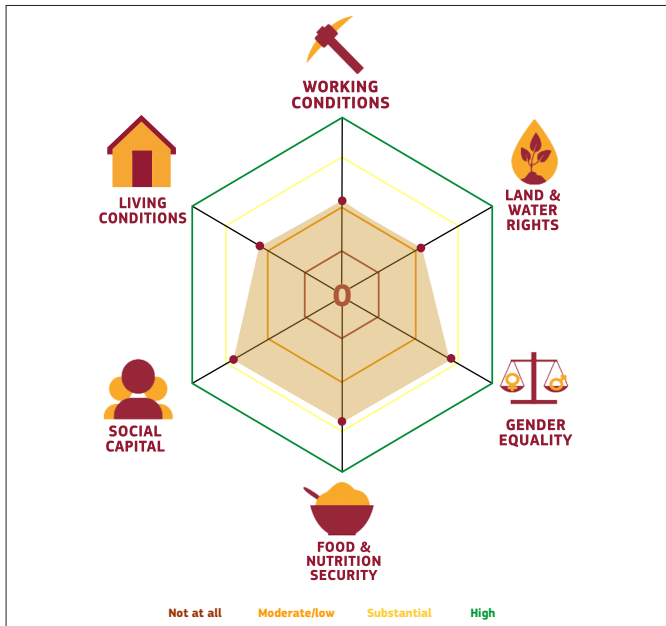 WORKING
CONDITIONS
LIVING
CONDITIONS
LAND &
WATER
RIGHTS
0
SOCIAL
CAPITAL
GENDER
EQUALITY
FOOD &
NUTRITION
SECURITY
Not at all Moderate/low Substantial High